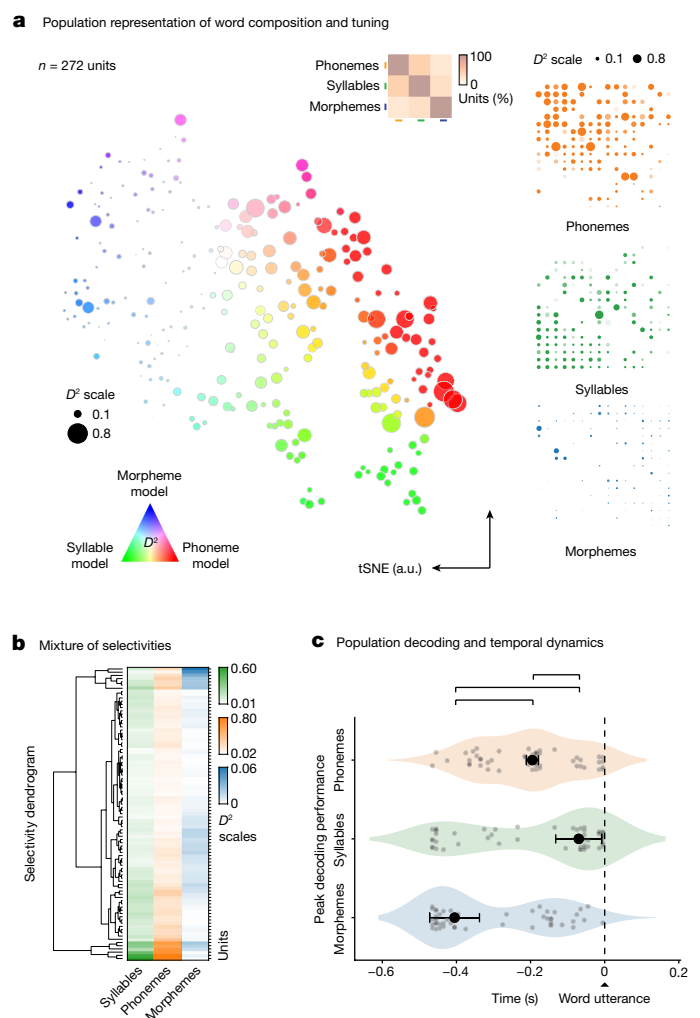 a Population representation of word composition and tuning
n = 272 units
Phonemes
Syllables
Morphemes
100
0
Units (%)
D² scale 0.1 0.8
Phonemes
Syllables
Morphemes
D² scale
0.1
0.8
Morpheme
model
D²
Syllable
model
Phoneme
model
tSNE (a.u.)
b Mixture of selectivities
Selectivity dendrogram
0.60
0.01
0.80
0.02
0.06
0
D²
scales
Units
Syllables
Phonemes
Morphemes
c Population decoding and temporal dynamics
Peak decoding performance
Phonemes
Syllables
Morphemes
−0.6 −0.4 −0.2 0 0.2
Time (s) Word utterance